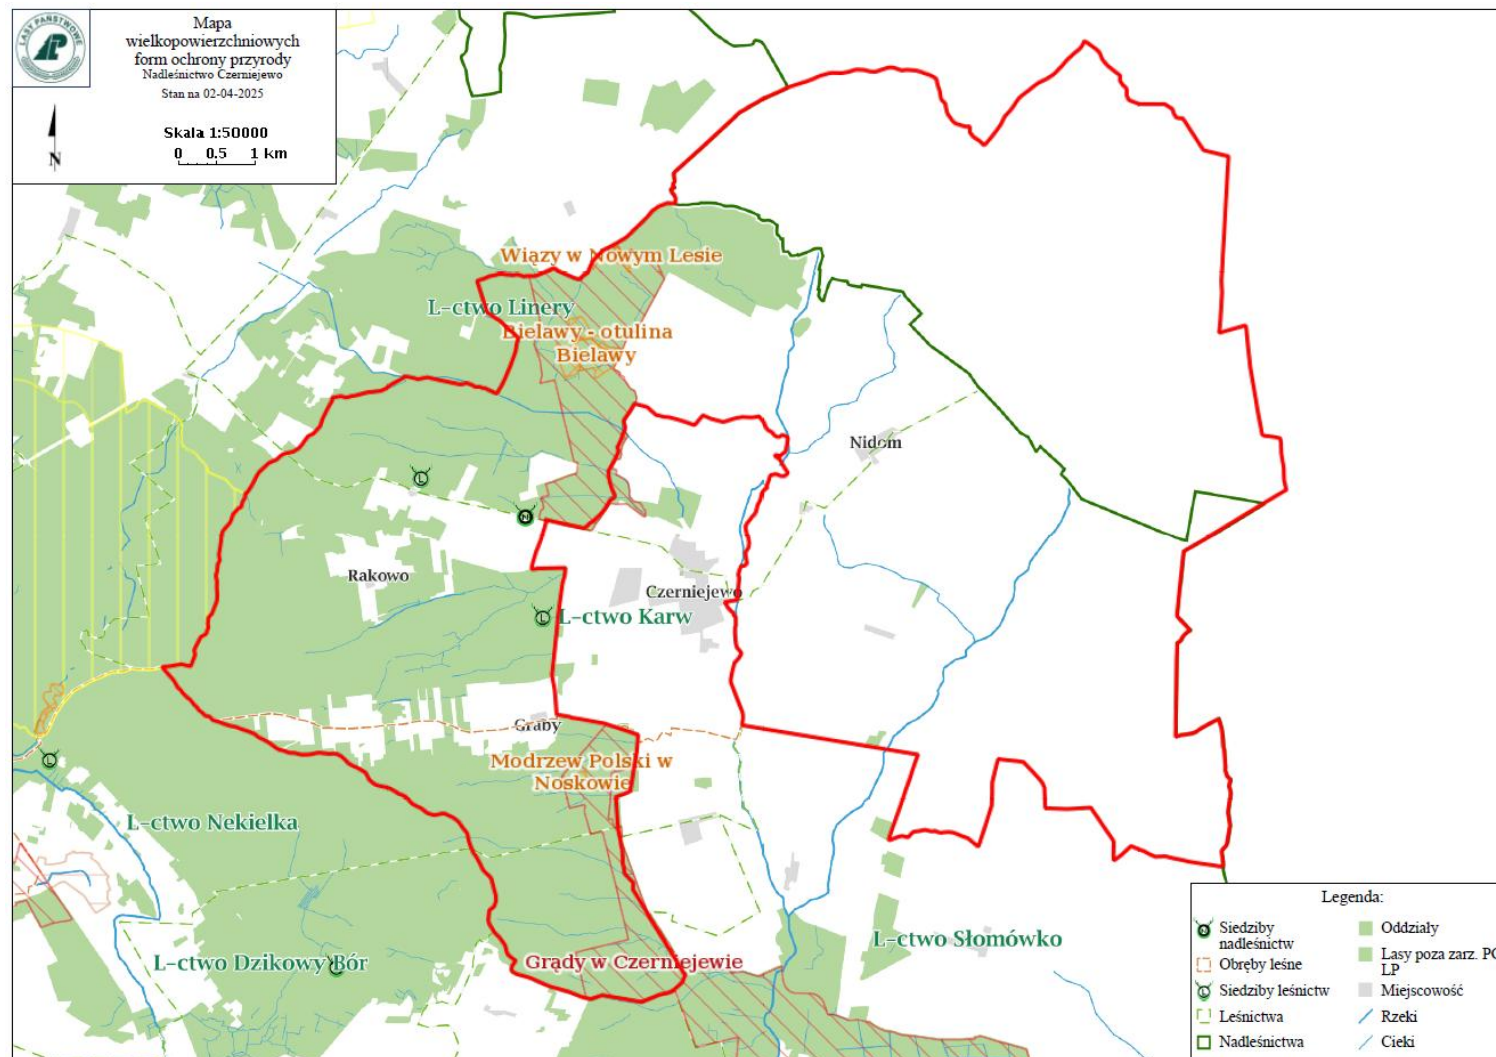 LASY PAŃSTWOWE
Mapa
wielkopowierzchniowych
form ochrony przyrody
Nadleśnictwo Czerniejewo
Stan na 02-04-2025
Skala 1:50000
0 0.5 1 km
N
Wiązy w Nowym Lesie
L-ctwo Linery
Bielawy - otulina
Bielawy
Nidom
L
N
Rakowo
Czerniejewo
L
L-ctwo Karw
Graby
Modrzew Polski w
Noskowie
L
L-ctwo Nekielka
L-ctwo Słomówko
L-ctwo Dzikowy Bór
Grądy w Czerniejewie
Legenda:
Siedziby
nadleśnictw
Obręby leśne
Siedziby leśnictw
Leśnictwa
Nadleśnictwa
Oddziały
Lasy poza zarz. PG
LP
Miejscowość
Rzeki
Cieki